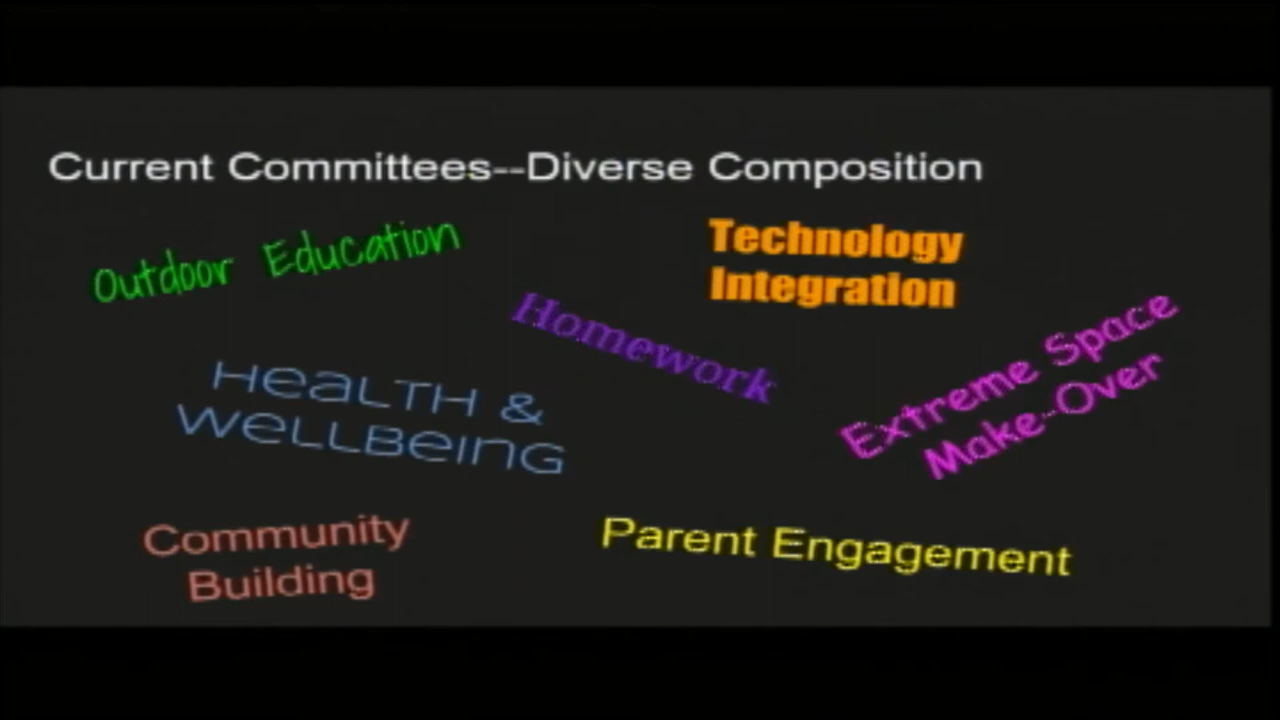 Current Committees--Diverse Composition
Outdoor Education
Technology
Integration
Homework
Extreme Space
Make-Over
HeaLTH &
WeLLBeing
Community
Building
Parent Engagement